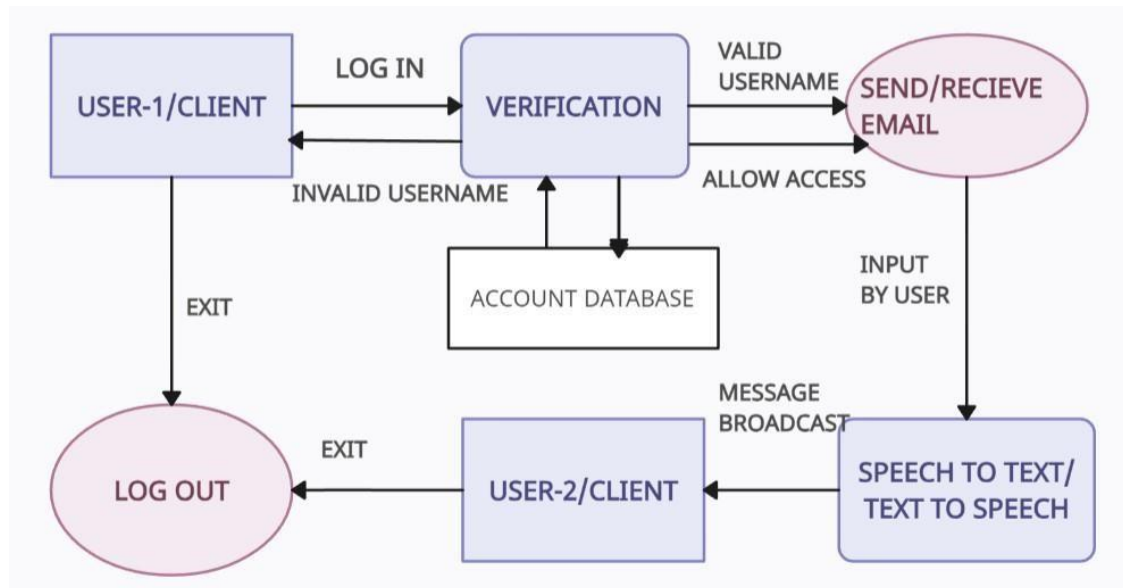 USER-1/CLIENT
LOG IN
VERIFICATION
VALID
USERNAME
SEND/RECIEVE
EMAIL
INVALID USERNAME
ALLOW ACCESS
ACCOUNT DATABASE
EXIT
INPUT
BY USER
MESSAGE
BROADCAST
LOG OUT
EXIT
USER-2/CLIENT
SPEECH TO TEXT/
TEXT TO SPEECH